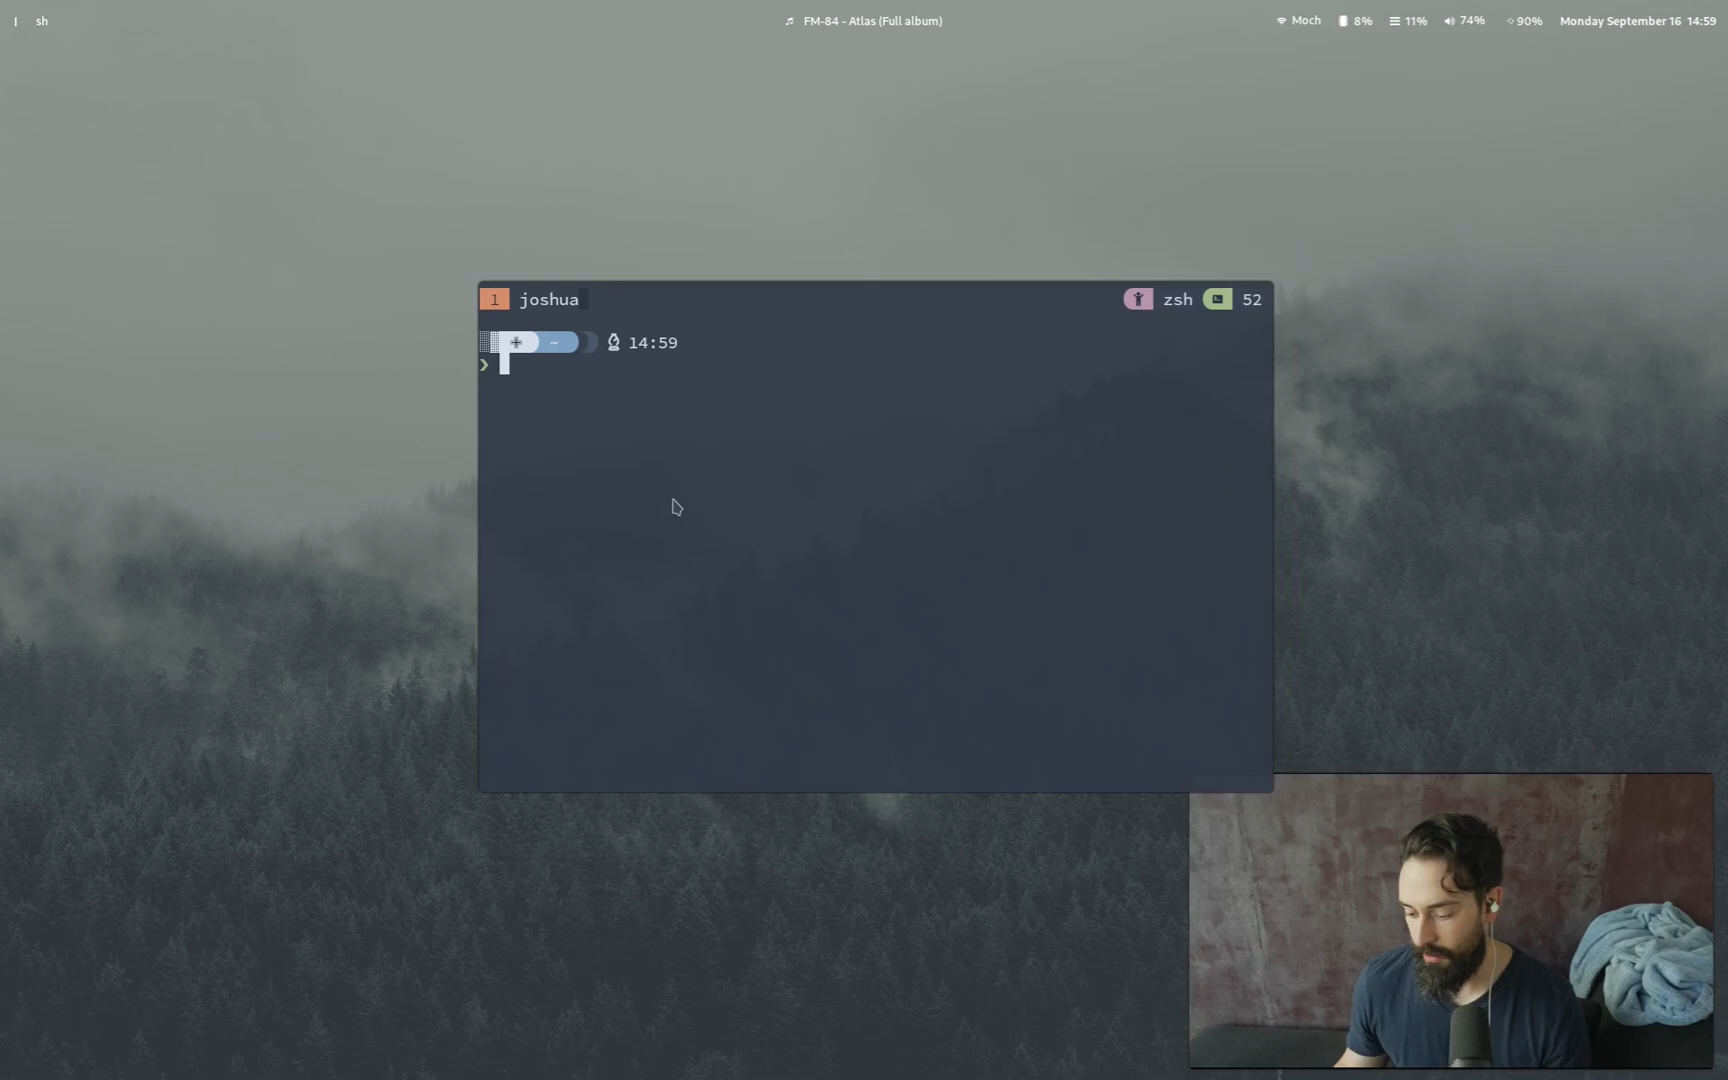 I sh FM-84 - Atlas (Full album) Moch 8% 11% 74% 90% Monday September 16 14:59
1 joshua zsh 52
~ 14:59
❯